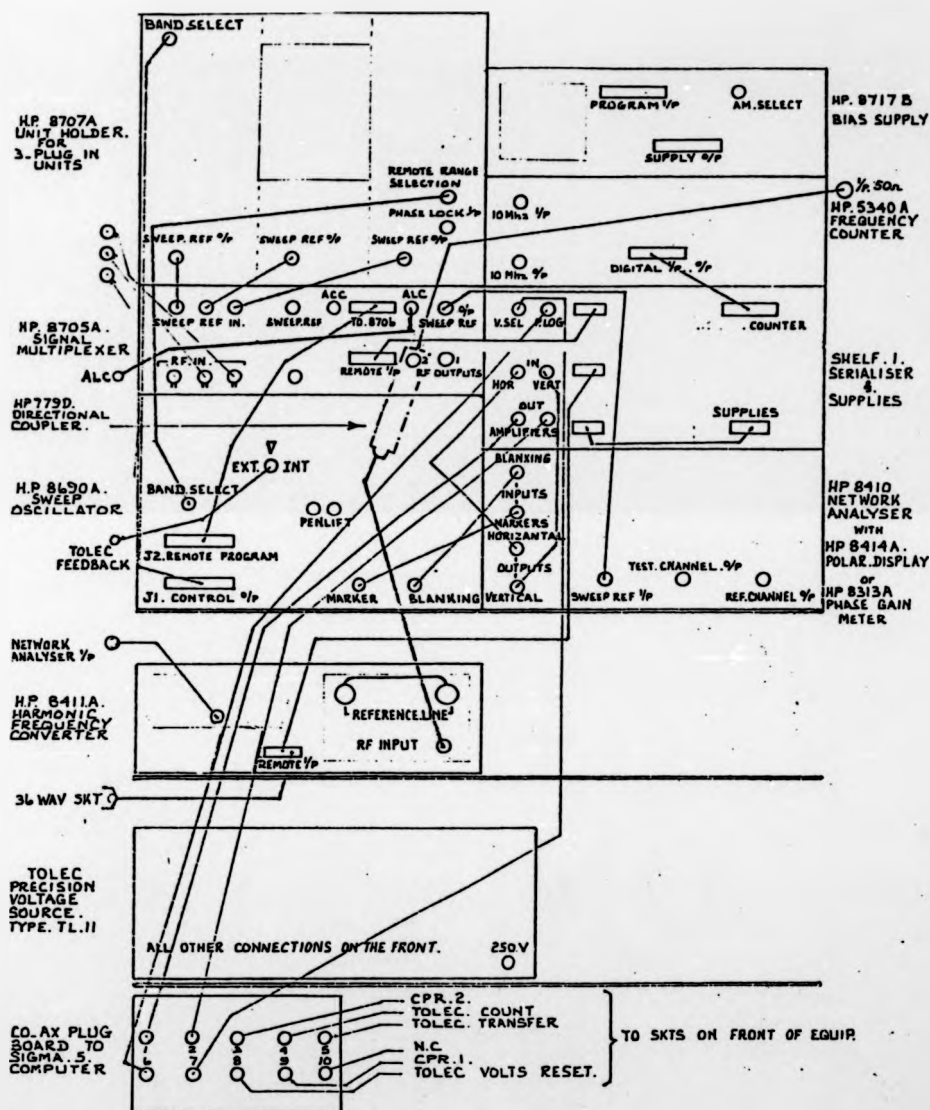 BAND SELECT
H.P. 8707A
UNIT HOLDER.
FOR
3-PLUG IN
UNITS
PROGRAM I/P
AM. SELECT
HP. 8717 B
BIAS SUPPLY
SUPPLY O/P
REMOTE RANGE
SELECTION
PHASE LOCK I/P
10 Mhz I/P
I/P. 50Ω
HP. 5340 A
FREQUENCY
COUNTER
SWEEP. REF O/P
SWEEP REF O/P
SWEEP REF O/P
10 Mhz O/P
DIGITAL I/P. O/P
HP. 8705A.
SIGNAL
MULTIPLEXER
SWEEP REF IN.
SWEEP.REF
ACC
TO. 8706
ALC
O/P
SWEEP REF
V.SEL
P.LOG
COUNTER
ALC
RF. IN.
REMOTE I/P
2
1
RF OUTPUTS
IN
HOR
VERT
OUT
AMPLIFIERS
SHELF. 1.
SERIALISER
&
SUPPLIES
SUPPLIES
HP779D.
DIRECTIONAL
COUPLER.
EXT.
INT
BLANKING
INPUTS
MARKERS
HORIZANTAL
OUTPUTS
VERTICAL
H.P 8690A.
SWEEP
OSCILLATOR
BAND SELECT
PENLIFT
HP 8410
NETWORK
ANALYSER
WITH
HP 8414A.
POLAR. DISPLAY
OR
HP 8313A
PHASE GAIN
METER
TOLEC
FEEDBACK
J2. REMOTE PROGRAM
J1. CONTROL O/P
MARKER
BLANKING
SWEEP REF I/P
TEST. CHANNEL. O/P
REF. CHANNEL O/P
NETWORK
ANALYSER I/P
H.P. 8411.A.
HARMONIC
FREQUENCY
CONVERTER
REFERENCE LINE
RF INPUT
REMOTE I/P
36 WAV SKT
TOLEC
PRECISION
VOLTAGE
SOURCE.
TYPE. TL.11
ALL OTHER CONNECTIONS ON THE FRONT.
250.V
CO-AX PLUG
BOARD TO
SIGMA. 5.
COMPUTER
1
2
3
4
5
6
7
8
9
10
CPR. 2.
TOLEC. COUNT
TOLEC. TRANSFER
N.C
CPR. 1.
TOLEC VOLTS RESET.
TO SKTS ON FRONT OF EQUIP.